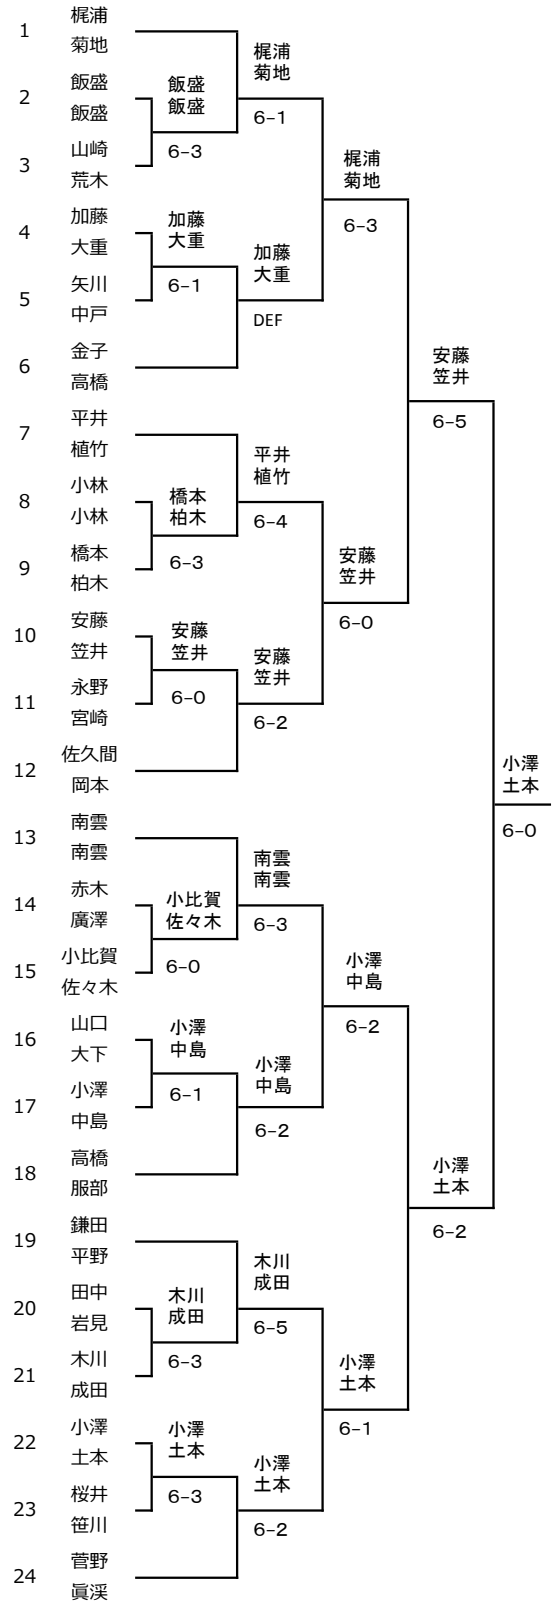 1
梶浦
菊地
2
飯盛
飯盛
3
山崎
荒木
4
加藤
大重
5
矢川
中戸
6
金子
高橋
7
平井
植竹
8
小林
小林
9
橋本
柏木
10
安藤
笠井
11
永野
宮崎
12
佐久間
岡本
13
南雲
南雲
14
赤木
廣澤
15
小比賀
佐々木
16
山口
大下
17
小澤
中島
18
高橋
服部
19
鎌田
平野
20
田中
岩見
21
木川
成田
22
小澤
土本
23
桜井
笹川
24
菅野
眞渓
飯盛
飯盛
6-3
加藤
大重
6-1
橋本
柏木
6-3
安藤
笠井
6-0
小比賀
佐々木
6-0
小澤
中島
6-1
木川
成田
6-3
小澤
土本
6-3
梶浦
菊地
6-1
加藤
大重
DEF
平井
植竹
6-4
安藤
笠井
6-2
南雲
南雲
6-3
小澤
中島
6-2
木川
成田
6-5
小澤
土本
6-2
梶浦
菊地
6-3
安藤
笠井
6-0
小澤
中島
6-2
小澤
土本
6-1
安藤
笠井
6-5
小澤
土本
6-2
小澤
土本
6-0